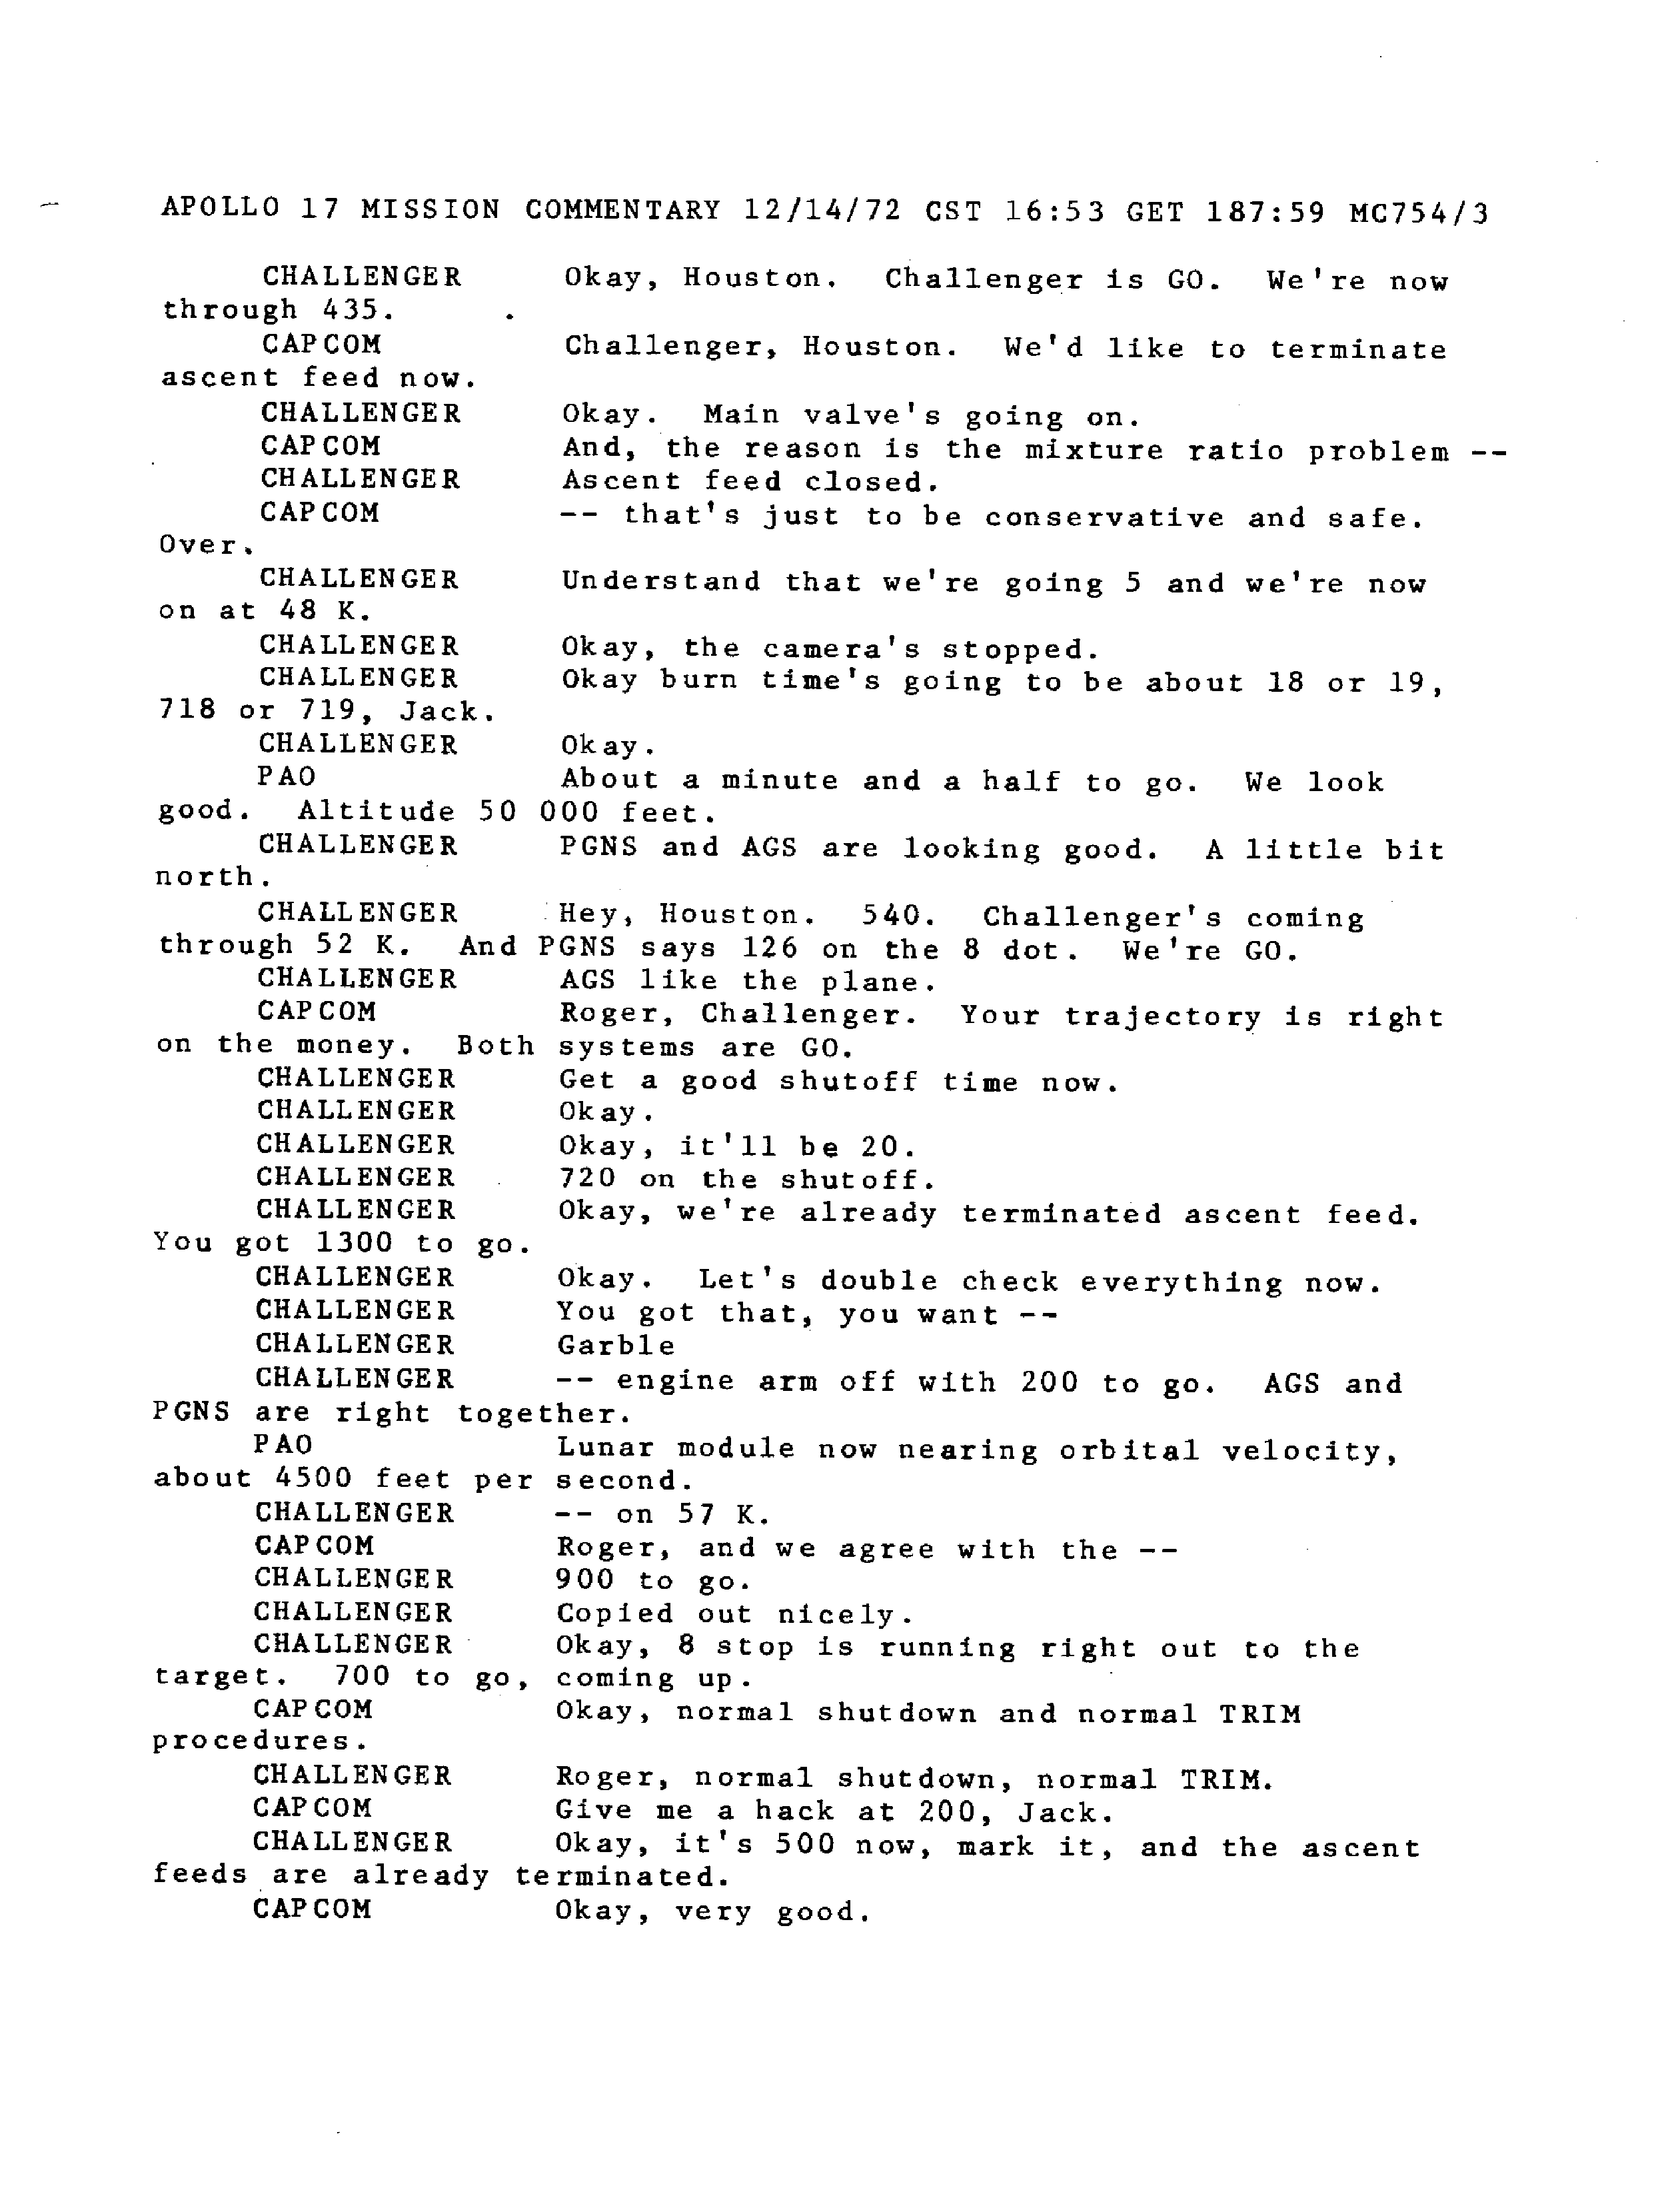 APOLLO 17 MISSION COMMENTARY 12/14/72 CST 16:53 GET 187:59 MC754/3
CHALLENGER Okay, Houston. Challenger is GO. We're now
through 435.
CAPCOM Challenger, Houston. We'd like to terminate
ascent feed now.
CHALLENGER Okay. Main valve's going on.
CAPCOM And, the reason is the mixture ratio problem --
CHALLENGER Ascent feed closed.
CAPCOM -- that's just to be conservative and safe.
Over.
CHALLENGER Understand that we're going 5 and we're now
on at 48 K.
CHALLENGER Okay, the camera's stopped.
CHALLENGER Okay burn time's going to be about 18 or 19,
718 or 719, Jack.
CHALLENGER Okay.
PAO About a minute and a half to go. We look
good. Altitude 50 000 feet.
CHALLENGER PGNS and AGS are looking good. A little bit
north.
CHALLENGER Hey, Houston. 540. Challenger's coming
through 52 K. And PGNS says 126 on the 8 dot. We're GO.
CHALLENGER AGS like the plane.
CAPCOM Roger, Challenger. Your trajectory is right
on the money. Both systems are GO.
CHALLENGER Get a good shutoff time now.
CHALLENGER Okay.
CHALLENGER Okay, it'll be 20.
CHALLENGER 720 on the shutoff.
CHALLENGER Okay, we're already terminated ascent feed.
You got 1300 to go.
CHALLENGER Okay. Let's double check everything now.
CHALLENGER You got that, you want --
CHALLENGER Garble
CHALLENGER -- engine arm off with 200 to go. AGS and
PGNS are right together.
PAO Lunar module now nearing orbital velocity,
about 4500 feet per second.
CHALLENGER -- on 57 K.
CAPCOM Roger, and we agree with the --
CHALLENGER 900 to go.
CHALLENGER Copied out nicely.
CHALLENGER Okay, 8 stop is running right out to the
target. 700 to go, coming up.
CAPCOM Okay, normal shutdown and normal TRIM
procedures.
CHALLENGER Roger, normal shutdown, normal TRIM.
CAPCOM Give me a hack at 200, Jack.
CHALLENGER Okay, it's 500 now, mark it, and the ascent
feeds are already terminated.
CAPCOM Okay, very good.